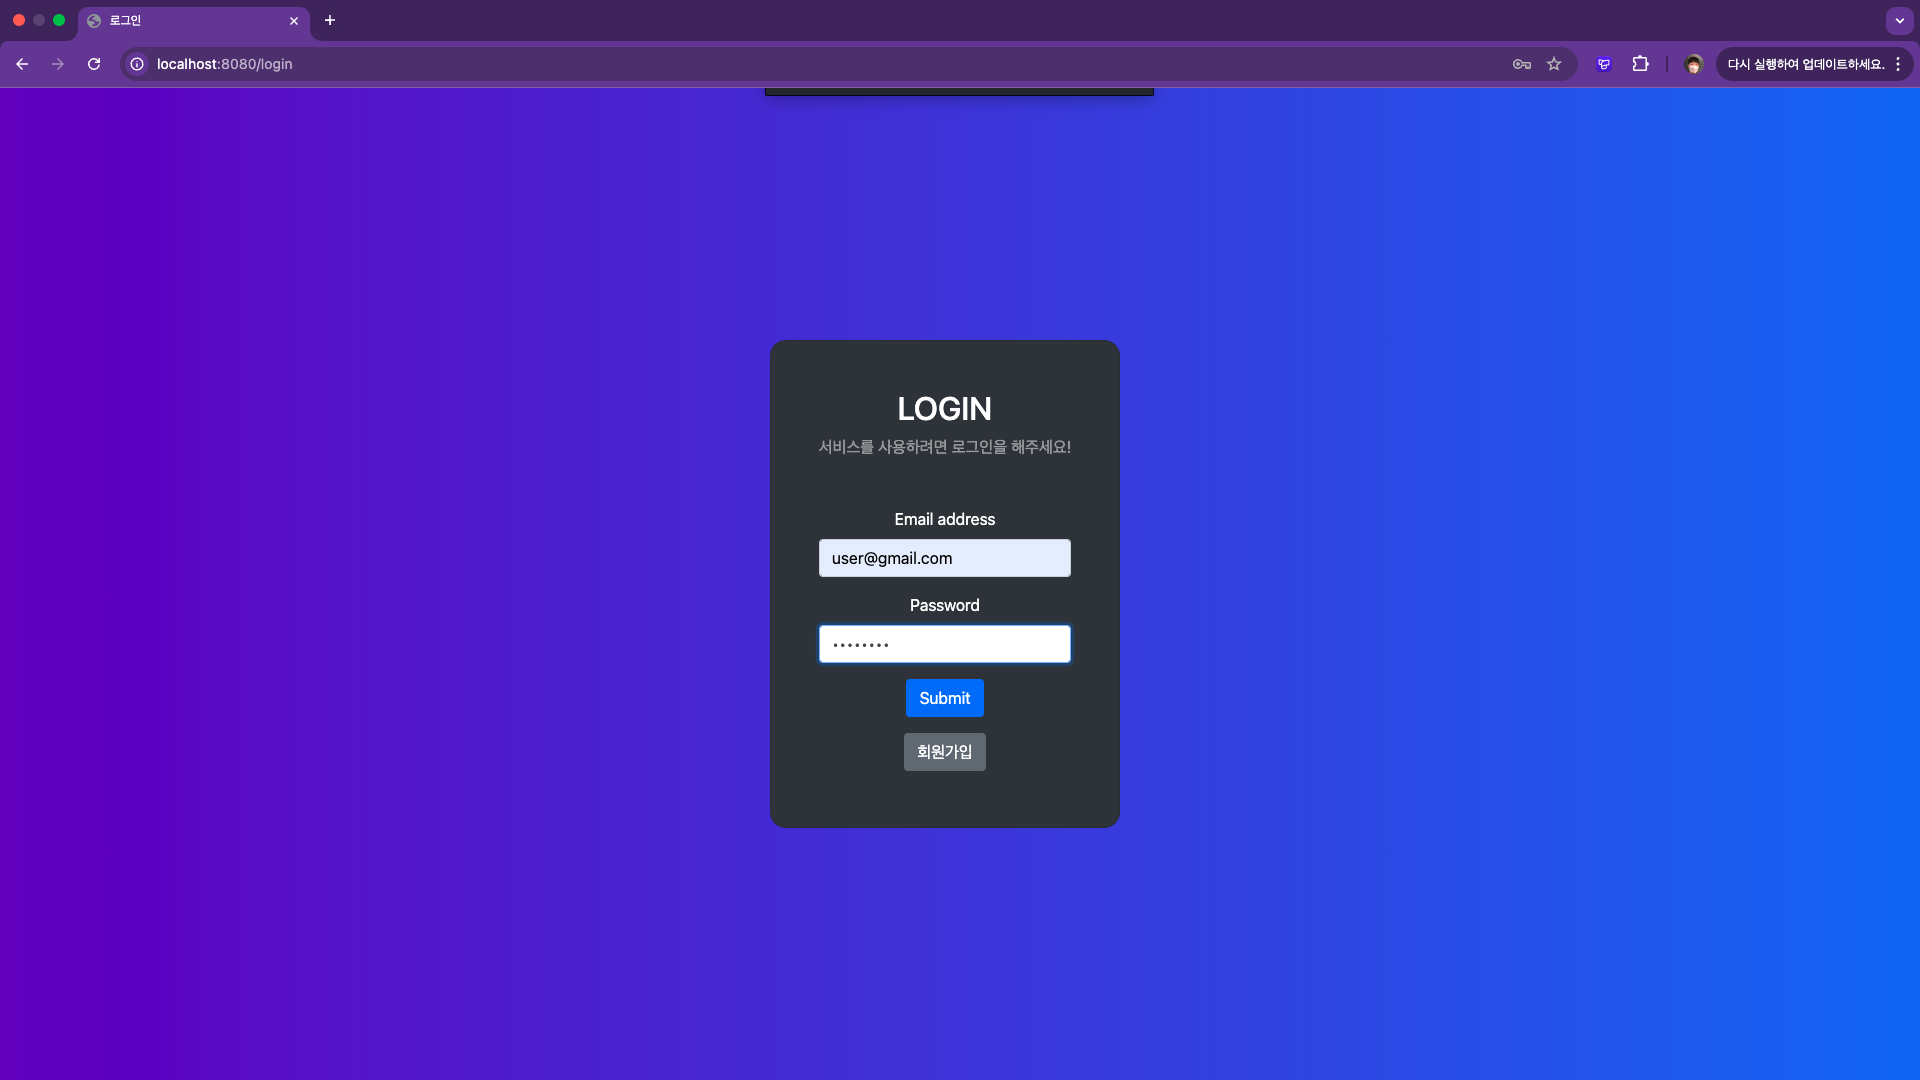 로그인
localhost:8080/login
다시 실행하여 업데이트하세요.
LOGIN
서비스를 사용하려면 로그인을 해주세요!
Email address
user@gmail.com
Password
••••••••
Submit
회원가입